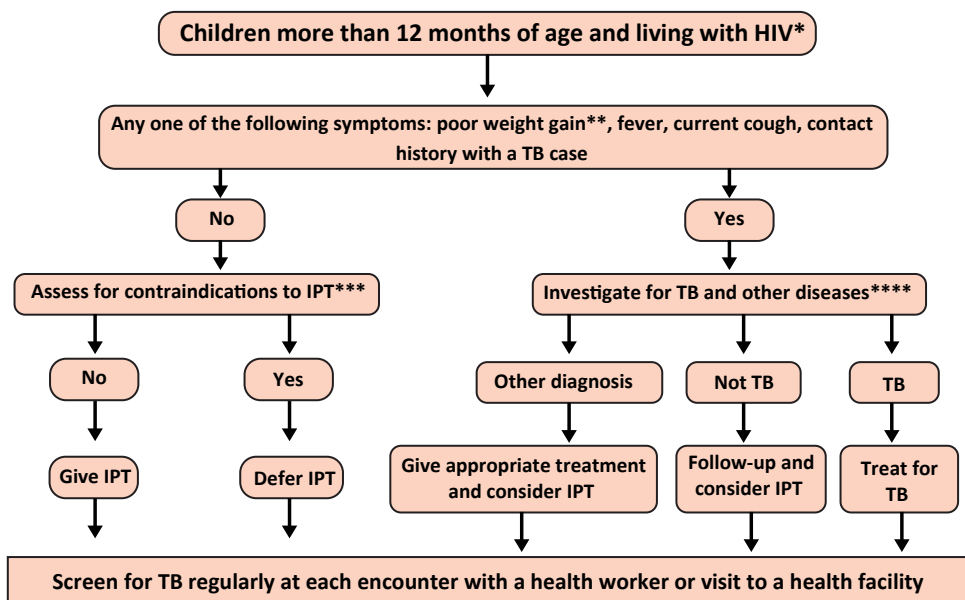 Children more than 12 months of age and living with HIV*
Any one of the following symptoms: poor weight gain**, fever, current cough, contact
history with a TB case
No
Yes
Assess for contraindications to IPT***
Investigate for TB and other diseases****
No
Yes
Other diagnosis
Not TB
TB
Give IPT
Defer IPT
Give appropriate treatment
and consider IPT
Follow-up and
consider IPT
Treat for
TB
Screen for TB regularly at each encounter with a health worker or visit to a health facility